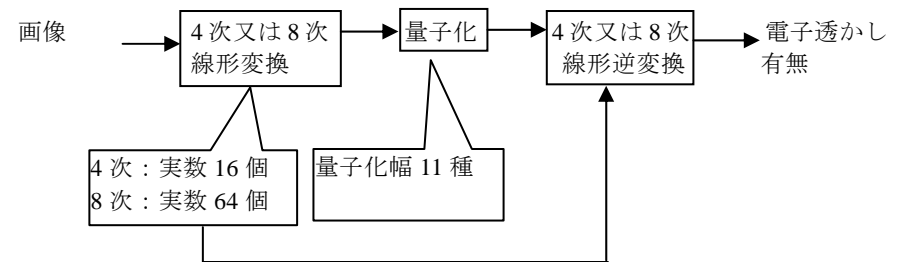 画像
4次又は8次
線形変換
量子化
4次又は8次
線形逆変換
電子透かし
有無
4次：実数16個
8次：実数64個
量子化幅11種